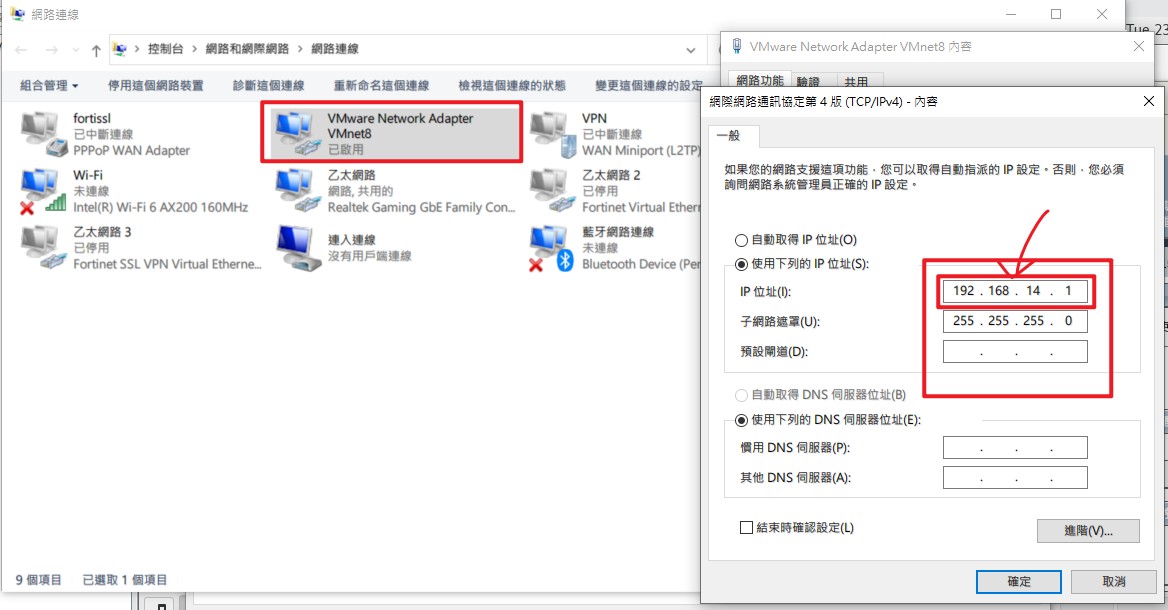 網路連線
控制台 > 網路和網際網路 > 網路連線
組合管理 停用這個網路裝置 診斷這個連線 重新命名這個連線 檢視這個連線的狀態 變更這個連線的設定
fortissl
已中斷連線
PPPoP WAN Adapter
VMware Network Adapter
VMnet8
已啟用
VPN
已中斷連線
WAN Miniport (L2TP)
Wi-Fi
未連線
Intel(R) Wi-Fi 6 AX200 160MHz
乙太網路
網路, 共用的
Realtek Gaming GbE Family Con...
乙太網路 2
已停用
Fortinet Virtual Ether
乙太網路 3
已停用
Fortinet SSL VPN Virtual Etherne...
連入連線
沒有用戶端連線
藍牙網路連線
未連線
Bluetooth Device (Per
9 個項目 已選取 1 個項目
Tue 23
VMware Network Adapter VMnet8 內容
網路功能 驗證 共用
網際網路通訊協定第 4 版 (TCP/IPv4) - 內容
一般
如果您的網路支援這項功能，您可以取得自動指派的 IP 設定。否則，您必須
詢問網路系統管理員正確的 IP 設定。
自動取得 IP 位址(O)
使用下列的 IP 位址(S):
IP 位址(I): 192 . 168 . 14 . 1
子網路遮罩(U): 255 . 255 . 255 . 0
預設閘道(D): . . .
自動取得 DNS 伺服器位址(B)
使用下列的 DNS 伺服器位址(E):
慣用 DNS 伺服器(P): . . .
其他 DNS 伺服器(A): . . .
結束時確認設定(L)
進階(V)...
確定 取消